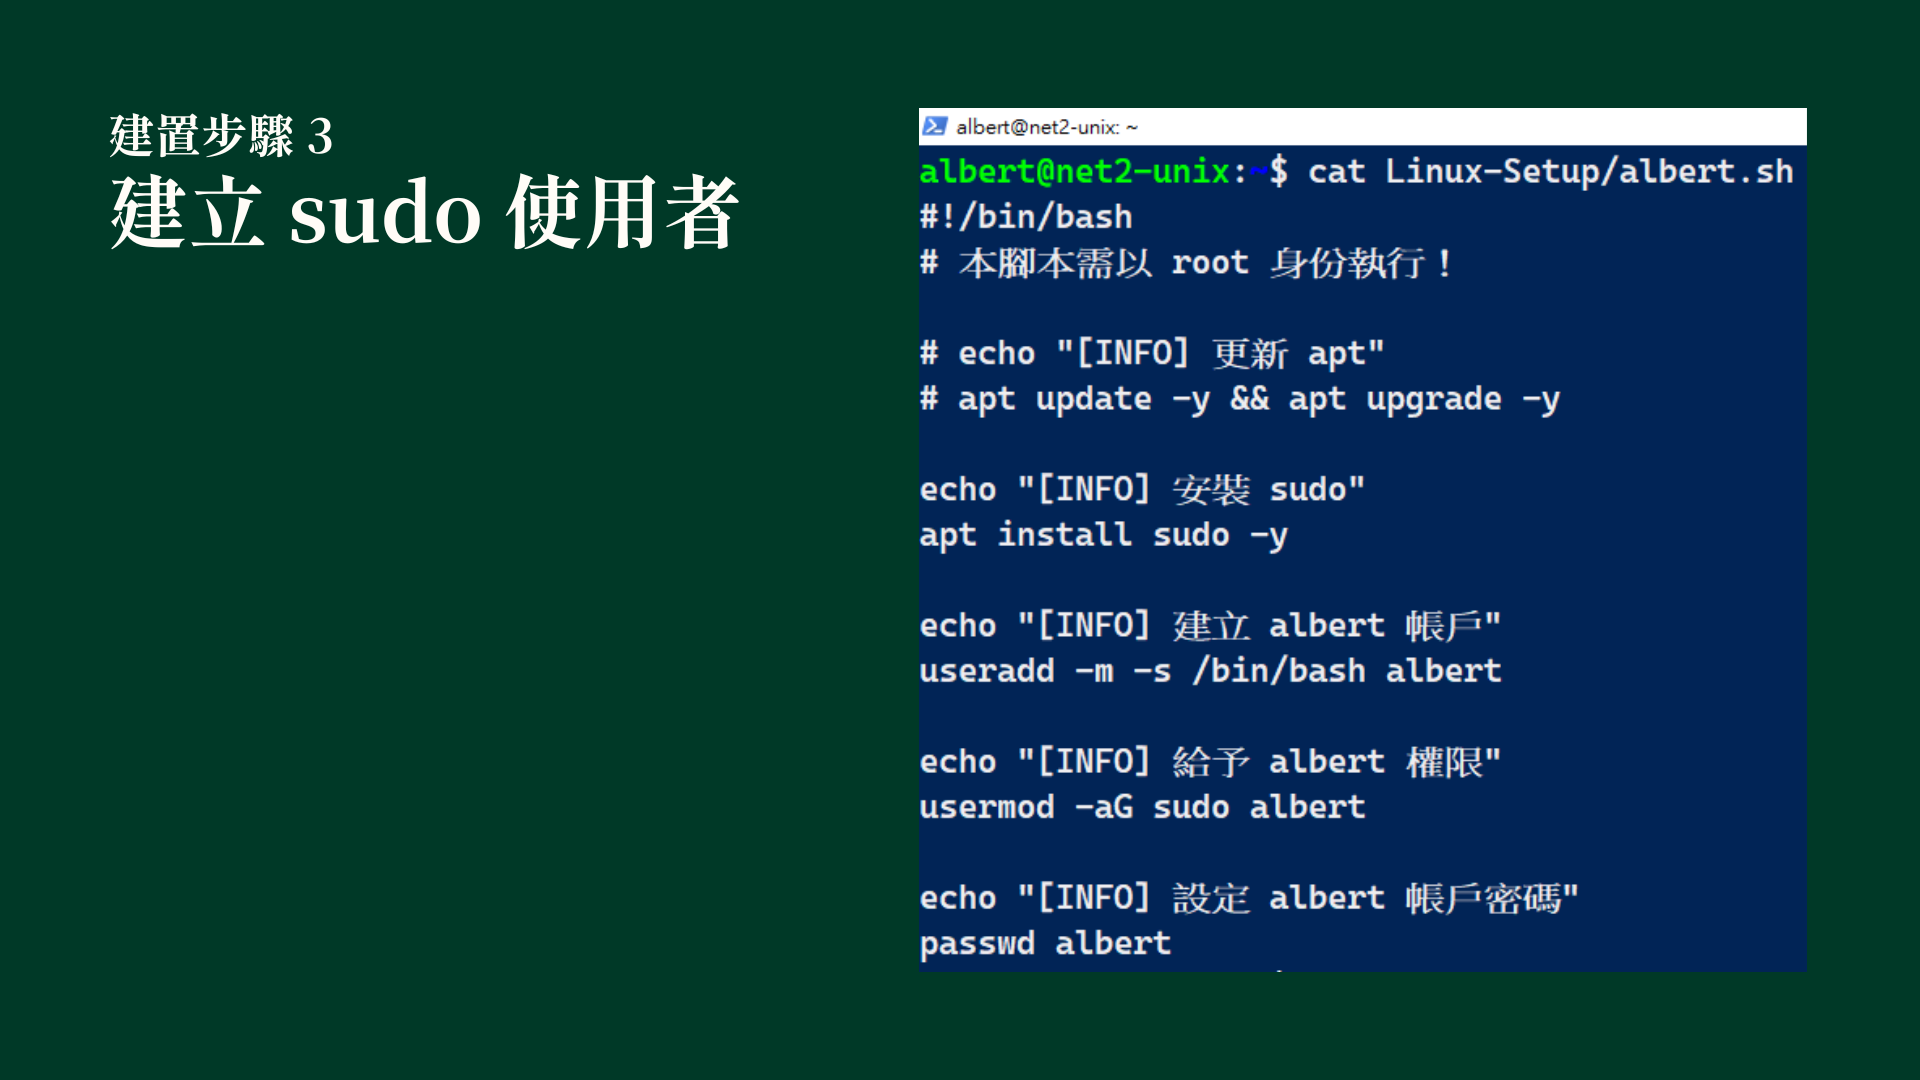 建置步驟 3
建立 sudo 使用者
albert@net2-unix: ~
albert@net2-unix:~$ cat Linux-Setup/albert.sh
#!/bin/bash
# 本腳本需以 root 身份執行！
# echo "[INFO] 更新 apt"
# apt update -y && apt upgrade -y
echo "[INFO] 安裝 sudo"
apt install sudo -y
echo "[INFO] 建立 albert 帳戶"
useradd -m -s /bin/bash albert
echo "[INFO] 給予 albert 權限"
usermod -aG sudo albert
echo "[INFO] 設定 albert 帳戶密碼"
passwd albert